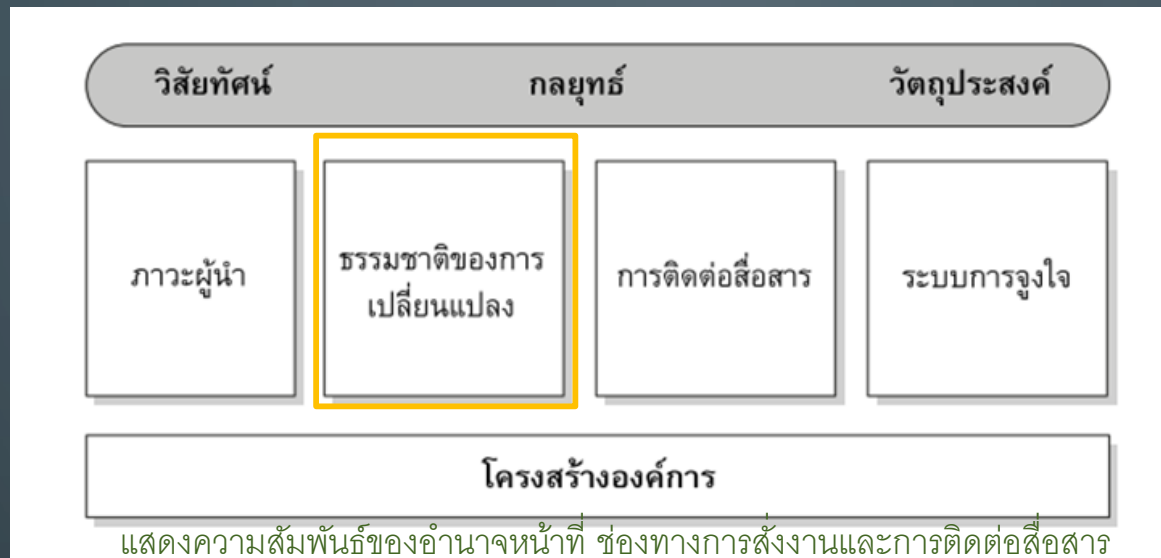 วิสัยทัศน์ กลยุทธ์ วัตถุประสงค์
ภาวะผู้นำ
ธรรมชาติของการ
เปลี่ยนแปลง
การติดต่อสื่อสาร
ระบบการจูงใจ
โครงสร้างองค์การ
แสดงความสัมพันธ์ของอำนาจหน้าที่ ช่องทางการสั่งงานและการติดต่อสื่อสาร